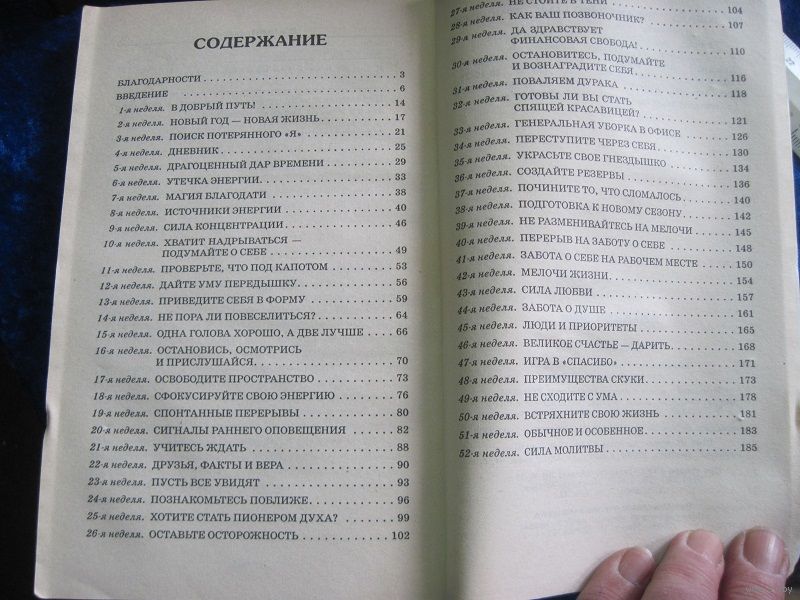 СОДЕРЖАНИЕ
БЛАГОДАРНОСТИ . . . 3
ВВЕДЕНИЕ . . . 6
1-я неделя. В ДОБРЫЙ ПУТЬ! . . . 14
2-я неделя. НОВЫЙ ГОД — НОВАЯ ЖИЗНЬ . . . 17
3-я неделя. ПОИСК ПОТЕРЯННОГО «Я» . . . 21
4-я неделя. ДНЕВНИК . . . 25
5-я неделя. ДРАГОЦЕННЫЙ ДАР ВРЕМЕНИ . . . 29
6-я неделя. УТЕЧКА ЭНЕРГИИ . . . 33
7-я неделя. МАГИЯ БЛАГОДАТИ . . . 38
8-я неделя. ИСТОЧНИКИ ЭНЕРГИИ . . . 40
9-я неделя. СИЛА КОНЦЕНТРАЦИИ . . . 46
10-я неделя. ХВАТИТ НАДРЫВАТЬСЯ —
ПОДУМАЙТЕ О СЕБЕ . . . 49
11-я неделя. ПРОВЕРЬТЕ, ЧТО ПОД КАПОТОМ . . . 53
12-я неделя. ДАЙТЕ УМУ ПЕРЕДЫШКУ . . . 56
13-я неделя. ПРИВЕДИТЕ СЕБЯ В ФОРМУ . . . 59
14-я неделя. НЕ ПОРА ЛИ ПОВЕСЕЛИТЬСЯ? . . . 64
15-я неделя. ОДНА ГОЛОВА ХОРОШО, А ДВЕ ЛУЧШЕ . . . 66
16-я неделя. ОСТАНОВИСЬ, ОСМОТРИСЬ
И ПРИСЛУШАЙСЯ . . . 70
17-я неделя. ОСВОБОДИТЕ ПРОСТРАНСТВО . . . 73
18-я неделя. СФОКУСИРУЙТЕ СВОЮ ЭНЕРГИЮ . . . 76
19-я неделя. СПОНТАННЫЕ ПЕРЕРЫВЫ . . . 80
20-я неделя. СИГНАЛЫ РАННЕГО ОПОВЕЩЕНИЯ . . . 82
21-я неделя. УЧИТЕСЬ ЖДАТЬ . . . 88
22-я неделя. ДРУЗЬЯ, ФАКТЫ И ВЕРА . . . 90
23-я неделя. ПУСТЬ ВСЕ УВИДЯТ . . . 93
24-я неделя. ПОЗНАКОМЬТЕСЬ ПОБЛИЖЕ . . . 96
25-я неделя. ХОТИТЕ СТАТЬ ПИОНЕРОМ ДУХА? . . . 99
26-я неделя. ОСТАВЬТЕ ОСТОРОЖНОСТЬ . . . 102
27-я неделя. НЕ СТОЙТЕ В ТЕНИ . . . 104
28-я неделя. КАК ВАШ ПОЗВОНОЧНИК? . . . 107
29-я неделя. ДА ЗДРАВСТВУЕТ
ФИНАНСОВАЯ СВОБОДА! . . . 110
30-я неделя. ОСТАНОВИТЕСЬ, ПОДУМАЙТЕ
И ВОЗНАГРАДИТЕ СЕБЯ . . . 116
31-я неделя. ПОВАЛЯЕМ ДУРАКА . . . 118
32-я неделя. ГОТОВЫ ЛИ ВЫ СТАТЬ
СПЯЩЕЙ КРАСАВИЦЕЙ? . . . 121
33-я неделя. ГЕНЕРАЛЬНАЯ УБОРКА В ОФИСЕ . . . 126
34-я неделя. ПЕРЕСТУПИТЕ ЧЕРЕЗ СЕБЯ . . . 130
35-я неделя. УКРАСЬТЕ СВОЕ ГНЕЗДЫШКО . . . 134
36-я неделя. СОЗДАЙТЕ РЕЗЕРВЫ . . . 136
37-я неделя. ПОЧИНИТЕ ТО, ЧТО СЛОМАЛОСЬ . . . 140
38-я неделя. ПОДГОТОВКА К НОВОМУ СЕЗОНУ . . . 142
39-я неделя. НЕ РАЗМЕНИВАЙТЕСЬ НА МЕЛОЧИ . . . 145
40-я неделя. ПЕРЕРЫВ НА ЗАБОТУ О СЕБЕ . . . 148
41-я неделя. ЗАБОТА О СЕБЕ НА РАБОЧЕМ МЕСТЕ . . . 150
42-я неделя. МЕЛОЧИ ЖИЗНИ . . . 154
43-я неделя. СИЛА ЛЮБВИ . . . 157
44-я неделя. ЗАБОТА О ДУШЕ . . . 161
45-я неделя. ЛЮДИ И ПРИОРИТЕТЫ . . . 165
46-я неделя. ВЕЛИКОЕ СЧАСТЬЕ — ДАРИТЬ . . . 168
47-я неделя. ИГРА В «СПАСИБО» . . . 171
48-я неделя. ПРЕИМУЩЕСТВА СКУКИ . . . 173
49-я неделя. НЕ СХОДИТЕ С УМА . . . 178
50-я неделя. ВСТРЯХНИТЕ СВОЮ ЖИЗНЬ . . . 181
51-я неделя. ОБЫЧНОЕ И ОСОБЕННОЕ . . . 183
52-я неделя. СИЛА МОЛИТВЫ . . . 185